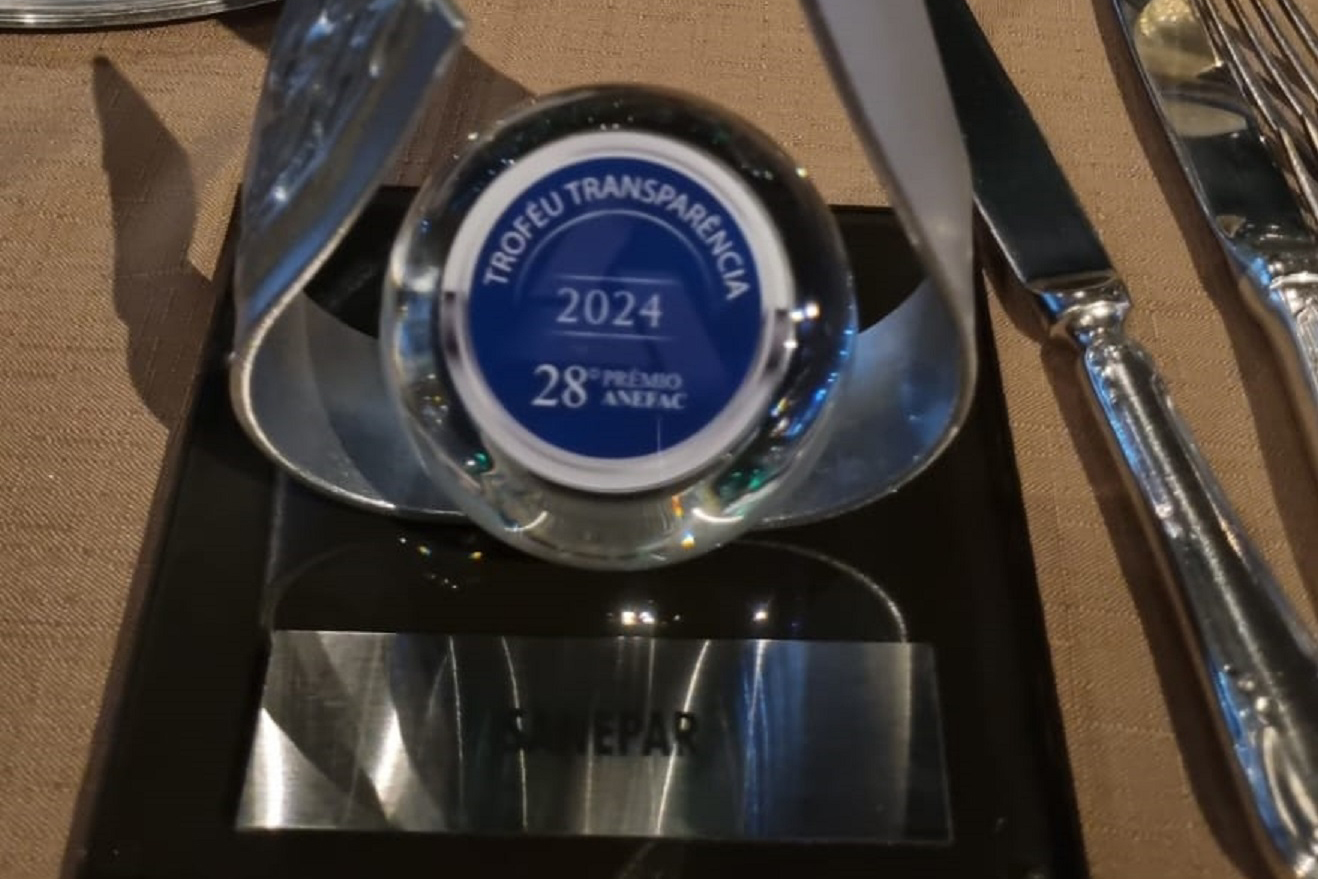 TROFÉU TRANSPARÊNCIA
2024
28° PRÊMIO
ANEFAC
SANEPAR